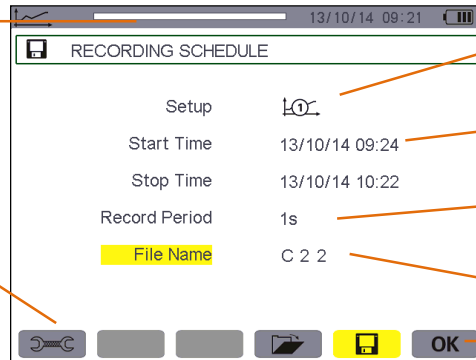 13/10/14 09:21
RECORDING SCHEDULE
Setup 1
Start Time 13/10/14 09:24
Stop Time 13/10/14 10:22
Record Period 1s
File Name C 2 2
OK